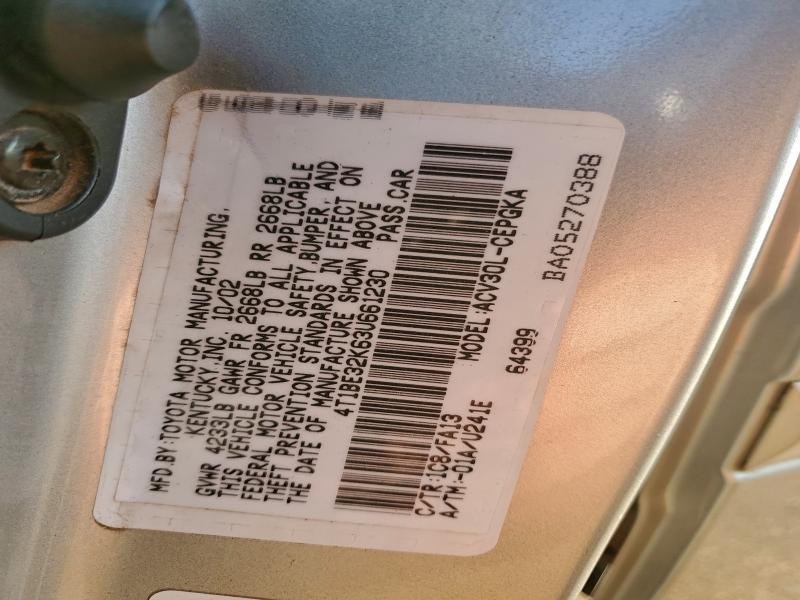 MFD.BY:TOYOTA MOTOR MANUFACTURING,
KENTUCKY,INC. 10/02
GVWR 4233LB GAWR FR 2668LB RR 2668LB
THIS VEHICLE CONFORMS TO ALL APPLICABLE
FEDERAL MOTOR VEHICLE SAFETY,BUMPER, AND
THEFT PREVENTION STANDARDS IN EFFECT ON
THE DATE OF MANUFACTURE SHOWN ABOVE
4T1BE32K63U661230 PASS.CAR
C/TR:1C8/FA13 MODEL:ACV30L-CEPGKA
A/TM:-01A/U241E
64399 BA05270388